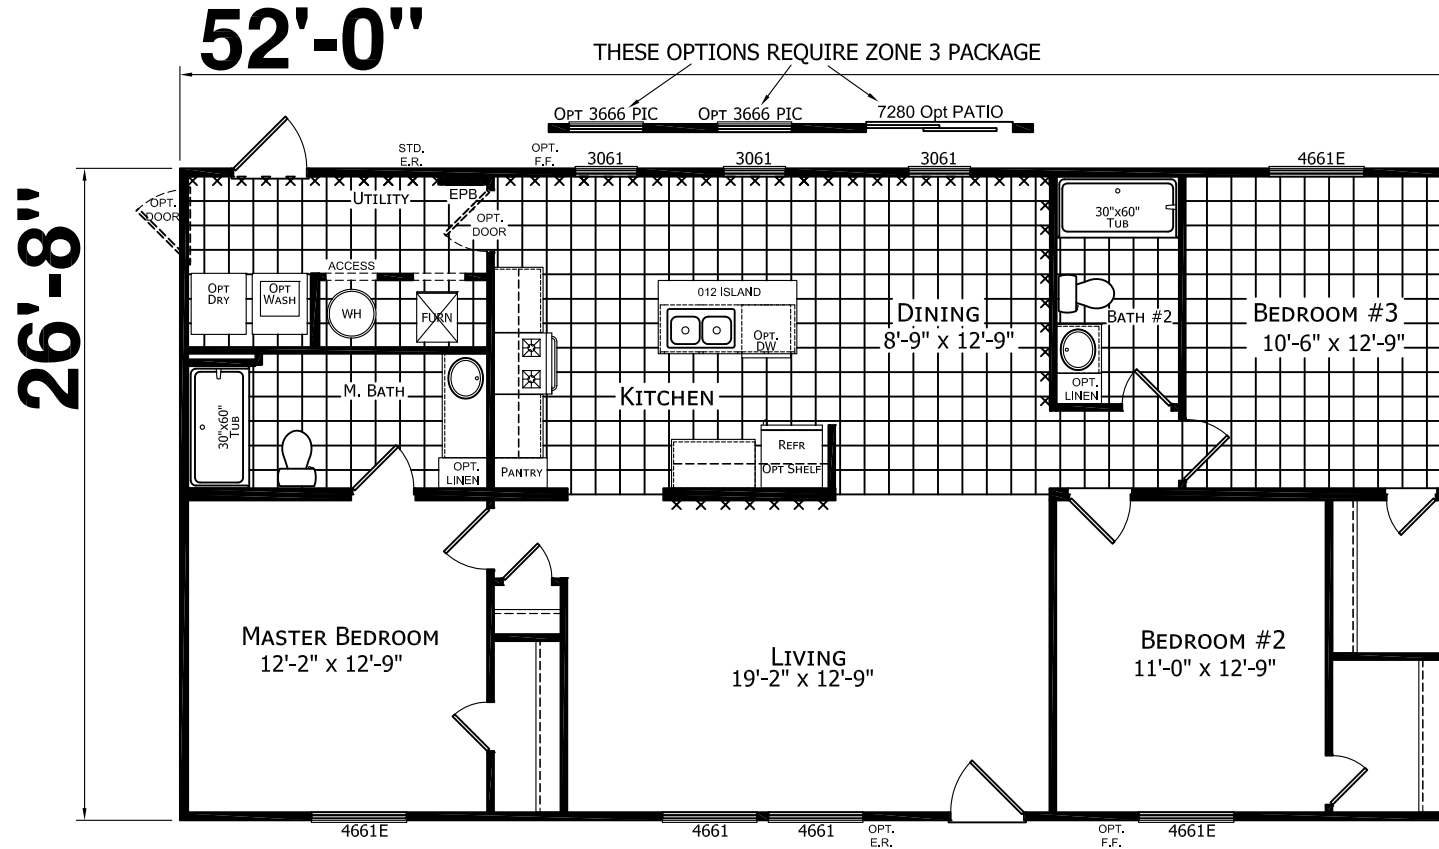 52'-0"
THESE OPTIONS REQUIRE ZONE 3 PACKAGE
OPT 3666 PIC
OPT 3666 PIC
7280 Opt PATIO
STD.
E.R.
OPT.
F.F.
3061
3061
3061
4661E
26'-8"
OPT.
DOOR
UTILITY
EPB
OPT.
DOOR
30"x60"
TUB
ACCESS
OPT
DRY
OPT
WASH
WH
FURN
012 ISLAND
OPT.
DW
DINING
8'-9" x 12'-9"
BATH #2
BEDROOM #3
10'-6" x 12'-9"
M. BATH
30"x60"
TUB
KITCHEN
OPT.
LINEN
OPT.
LINEN
PANTRY
REFR
OPT SHELF
MASTER BEDROOM
12'-2" x 12'-9"
LIVING
19'-2" x 12'-9"
BEDROOM #2
11'-0" x 12'-9"
4661E
4661
4661
OPT.
E.R.
OPT.
F.F.
4661E